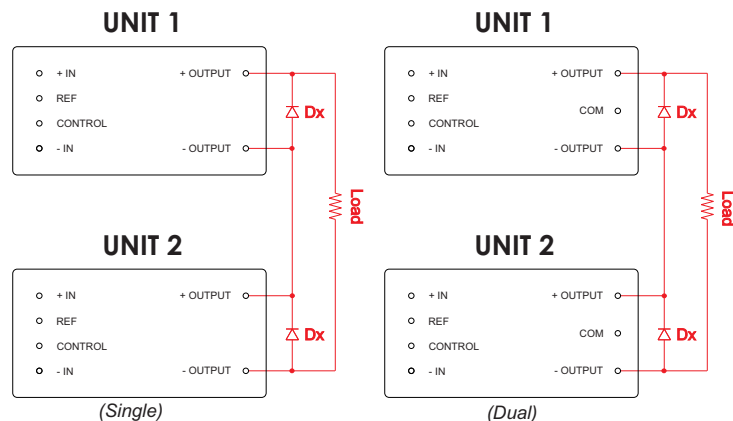 UNIT 1
+ IN
+ OUTPUT
REF
Dx
CONTROL
- IN
- OUTPUT
Load
UNIT 2
+ IN
+ OUTPUT
REF
Dx
CONTROL
- IN
- OUTPUT
(Single)
UNIT 1
+ IN
+ OUTPUT
REF
COM
Dx
CONTROL
- IN
- OUTPUT
Load
UNIT 2
+ IN
+ OUTPUT
REF
COM
Dx
CONTROL
- IN
- OUTPUT
(Dual)